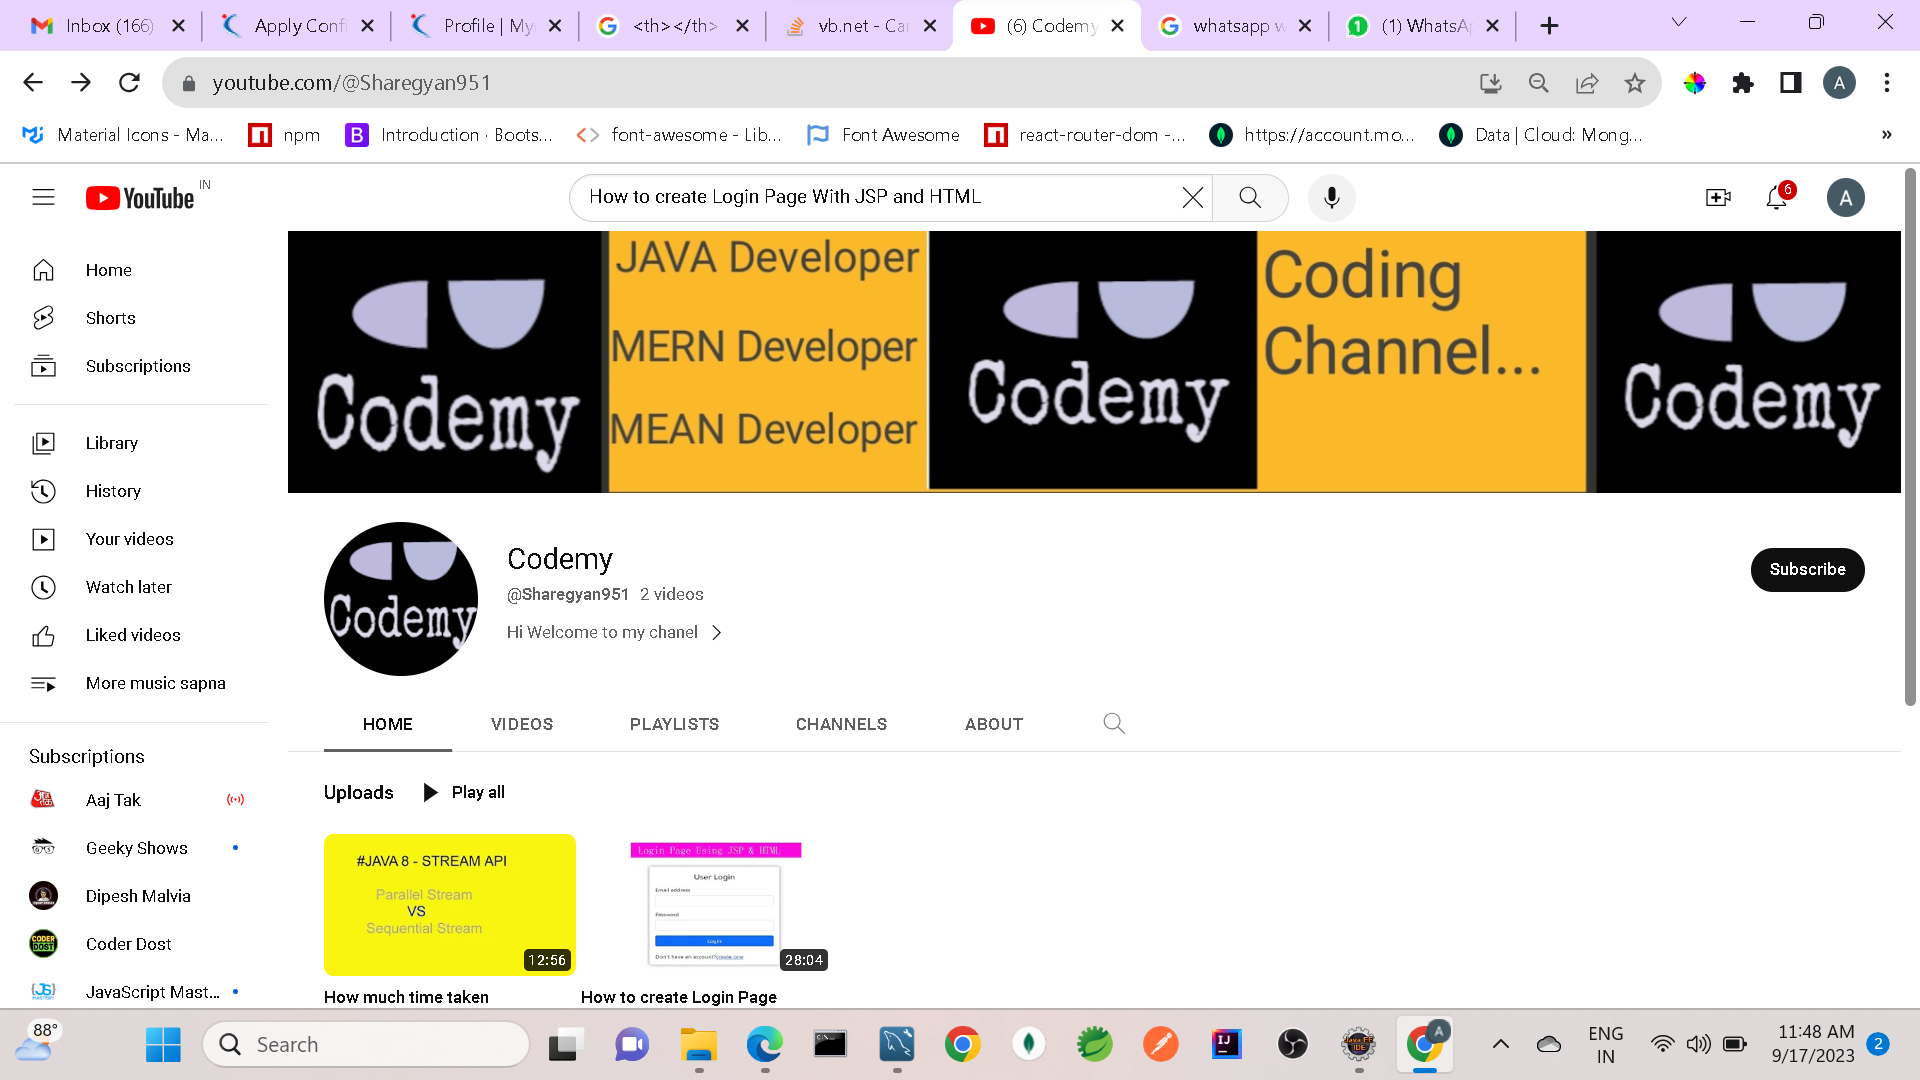 Inbox (166)
Apply Conf
Profile | My
<th></th>
vb.net - Car
(6) Codemy
whatsapp w
(1) WhatsA
youtube.com/@Sharegyan951
A
Material Icons - Ma...
npm
Introduction · Boots...
font-awesome - Lib...
Font Awesome
react-router-dom -...
https://account.mo...
Data | Cloud: Mong...
»
YouTube IN
How to create Login Page With JSP and HTML
6
A
Home
Shorts
Subscriptions
Library
History
Your videos
Watch later
Liked videos
More music sapna
Subscriptions
Aaj Tak
Geeky Shows
Dipesh Malvia
Coder Dost
JavaScript Mast...
Codemy
JAVA Developer
MERN Developer
MEAN Developer
Codemy
Coding
Channel...
Codemy
Codemy
Codemy
@Sharegyan951 2 videos
Hi Welcome to my chanel
Subscribe
HOME
VIDEOS
PLAYLISTS
CHANNELS
ABOUT
Uploads
Play all
#JAVA 8 - STREAM API
Parallel Stream
VS
Sequential Stream
12:56
Login Page Using JSP & HTML
User Login
Email address
Password
Login
Don't have an account?create one
28:04
How much time taken
How to create Login Page
88°
Search
A
ENG
IN
11:48 AM
9/17/2023
2